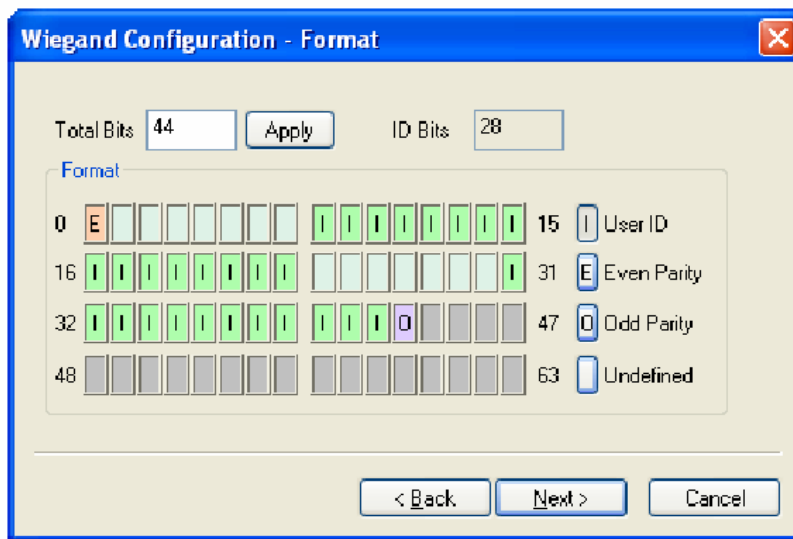 Wiegand Configuration - Format
Total Bits 44 Apply ID Bits 28
Format
0 E I I I I I I I I 15 I User ID
16 I I I I I I I I I 31 E Even Parity
32 I I I I I I I I I I I O 47 O Odd Parity
48 63 Undefined
< Back Next > Cancel